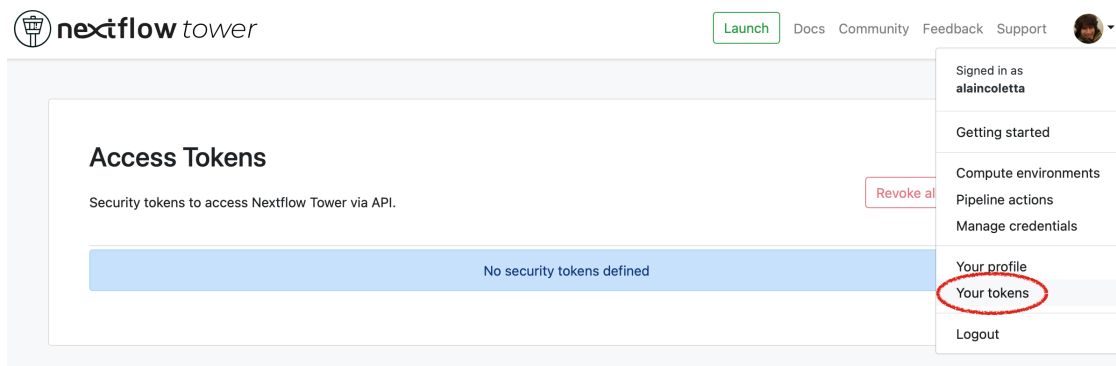 nextflow tower
Launch Docs Community Feedback Support
Signed in as
alaincoletta
Getting started
Compute environments
Pipeline actions
Manage credentials
Your profile
Your tokens
Logout
Access Tokens
Security tokens to access Nextflow Tower via API.
Revoke al
No security tokens defined